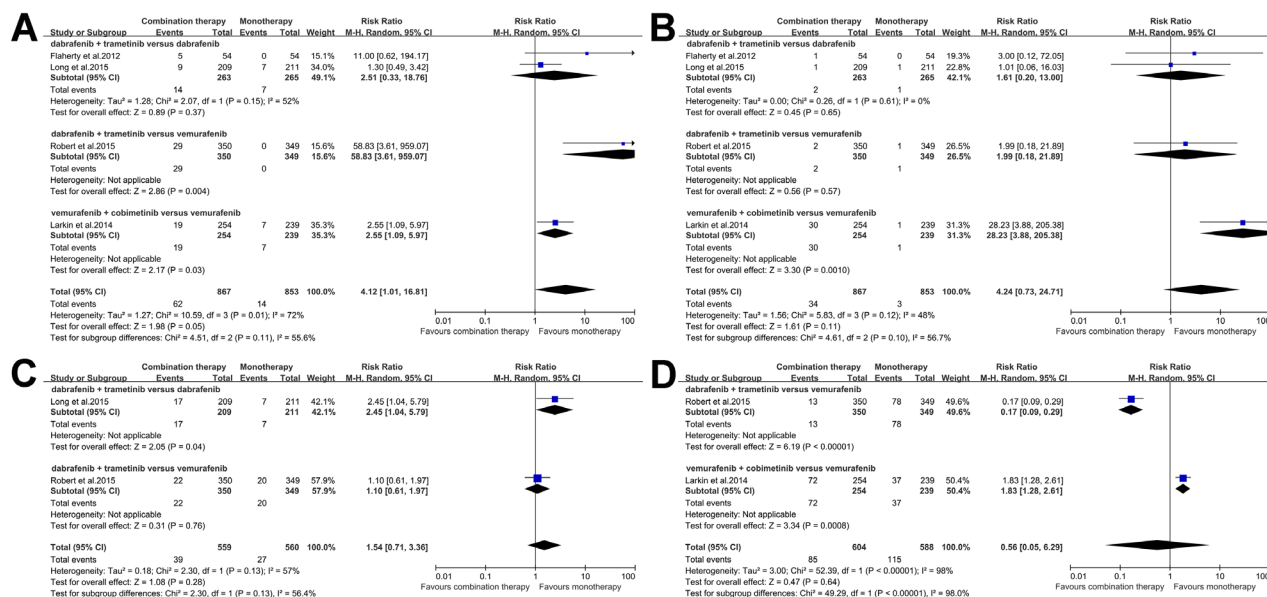 A
Combination therapy Monotherapy Risk Ratio Risk Ratio
Study or Subgroup Events Total Events Total Weight M-H. Random. 95% CI M-H. Random. 95% CI
dabrafenib + trametinib versus dabrafenib
Flaherty et al.2012 5 54 0 54 15.1% 11.00 [0.62, 194.17]
Long et al.2015 9 209 7 211 34.0% 1.30 [0.49, 3.42]
Subtotal (95% CI) 263 265 49.1% 2.51 [0.33, 18.76]
Total events 14 7
Heterogeneity: Tau² = 1.28; Chi² = 2.07, df = 1 (P = 0.15); I² = 52%
Test for overall effect: Z = 0.89 (P = 0.37)
dabrafenib + trametinib versus vemurafenib
Robert et al.2015 29 350 0 349 15.6% 58.83 [3.61, 959.07]
Subtotal (95% CI) 350 349 15.6% 58.83 [3.61, 959.07]
Total events 29 0
Heterogeneity: Not applicable
Test for overall effect: Z = 2.86 (P = 0.004)
vemurafenib + cobimetinib versus vemurafenib
Larkin et al.2014 19 254 7 239 35.3% 2.55 [1.09, 5.97]
Subtotal (95% CI) 254 239 35.3% 2.55 [1.09, 5.97]
Total events 19 7
Heterogeneity: Not applicable
Test for overall effect: Z = 2.17 (P = 0.03)
Total (95% CI) 867 853 100.0% 4.12 [1.01, 16.81]
Total events 62 14
Heterogeneity: Tau² = 1.27; Chi² = 10.59, df = 3 (P = 0.01); I² = 72%
Test for overall effect: Z = 1.98 (P = 0.05)
Test for subgroup differences: Chi² = 4.51, df = 2 (P = 0.11), I² = 55.6%
0.01 0.1 1 10 100
Favours combination therapy Favours monotherapy
B
Combination therapy Monotherapy Risk Ratio Risk Ratio
Study or Subgroup Events Total Events Total Weight M-H. Random. 95% CI M-H. Random. 95% CI
dabrafenib + trametinib versus dabrafenib
Flaherty et al.2012 1 54 0 54 19.3% 3.00 [0.12, 72.05]
Long et al.2015 1 209 1 211 22.8% 1.01 [0.06, 16.03]
Subtotal (95% CI) 263 265 42.1% 1.61 [0.20, 13.00]
Total events 2 1
Heterogeneity: Tau² = 0.00; Chi² = 0.26, df = 1 (P = 0.61); I² = 0%
Test for overall effect: Z = 0.45 (P = 0.65)
dabrafenib + trametinib versus vemurafenib
Robert et al.2015 2 350 1 349 26.5% 1.99 [0.18, 21.89]
Subtotal (95% CI) 350 349 26.5% 1.99 [0.18, 21.89]
Total events 2 1
Heterogeneity: Not applicable
Test for overall effect: Z = 0.56 (P = 0.57)
vemurafenib + cobimetinib versus vemurafenib
Larkin et al.2014 30 254 1 239 31.3% 28.23 [3.88, 205.38]
Subtotal (95% CI) 254 239 31.3% 28.23 [3.88, 205.38]
Total events 30 1
Heterogeneity: Not applicable
Test for overall effect: Z = 3.30 (P = 0.0010)
Total (95% CI) 867 853 100.0% 4.24 [0.73, 24.71]
Total events 34 3
Heterogeneity: Tau² = 1.56; Chi² = 5.83, df = 3 (P = 0.12); I² = 48%
Test for overall effect: Z = 1.61 (P = 0.11)
Test for subgroup differences: Chi² = 4.61, df = 2 (P = 0.10), I² = 56.7%
0.01 0.1 1 10 100
Favours combination therapy Favours monotherapy
C
Combination therapy Monotherapy Risk Ratio Risk Ratio
Study or Subgroup Events Total Events Total Weight M-H. Random. 95% CI M-H. Random. 95% CI
dabrafenib + trametinib versus dabrafenib
Long et al.2015 17 209 7 211 42.1% 2.45 [1.04, 5.79]
Subtotal (95% CI) 209 211 42.1% 2.45 [1.04, 5.79]
Total events 17 7
Heterogeneity: Not applicable
Test for overall effect: Z = 2.05 (P = 0.04)
dabrafenib + trametinib versus vemurafenib
Robert et al.2015 22 350 20 349 57.9% 1.10 [0.61, 1.97]
Subtotal (95% CI) 350 349 57.9% 1.10 [0.61, 1.97]
Total events 22 20
Heterogeneity: Not applicable
Test for overall effect: Z = 0.31 (P = 0.76)
Total (95% CI) 559 560 100.0% 1.54 [0.71, 3.36]
Total events 39 27
Heterogeneity: Tau² = 0.18; Chi² = 2.30, df = 1 (P = 0.13); I² = 57%
Test for overall effect: Z = 1.08 (P = 0.28)
Test for subgroup differences: Chi² = 2.30, df = 1 (P = 0.13), I² = 56.4%
0.01 0.1 1 10 100
Favours combination therapy Favours monotherapy
D
Combination therapy Monotherapy Risk Ratio Risk Ratio
Study or Subgroup Events Total Events Total Weight M-H. Random. 95% CI M-H. Random. 95% CI
dabrafenib + trametinib versus vemurafenib
Robert et al.2015 13 350 78 349 49.6% 0.17 [0.09, 0.29]
Subtotal (95% CI) 350 349 49.6% 0.17 [0.09, 0.29]
Total events 13 78
Heterogeneity: Not applicable
Test for overall effect: Z = 6.19 (P < 0.00001)
vemurafenib + cobimetinib versus vemurafenib
Larkin et al.2014 72 254 37 239 50.4% 1.83 [1.28, 2.61]
Subtotal (95% CI) 254 239 50.4% 1.83 [1.28, 2.61]
Total events 72 37
Heterogeneity: Not applicable
Test for overall effect: Z = 3.34 (P = 0.0008)
Total (95% CI) 604 588 100.0% 0.56 [0.05, 6.29]
Total events 85 115
Heterogeneity: Tau² = 3.00; Chi² = 52.39, df = 1 (P < 0.00001); I² = 98%
Test for overall effect: Z = 0.47 (P = 0.64)
Test for subgroup differences: Chi² = 49.29, df = 1 (P < 0.00001), I² = 98.0%
0.01 0.1 1 10 100
Favours combination therapy Favours monotherapy